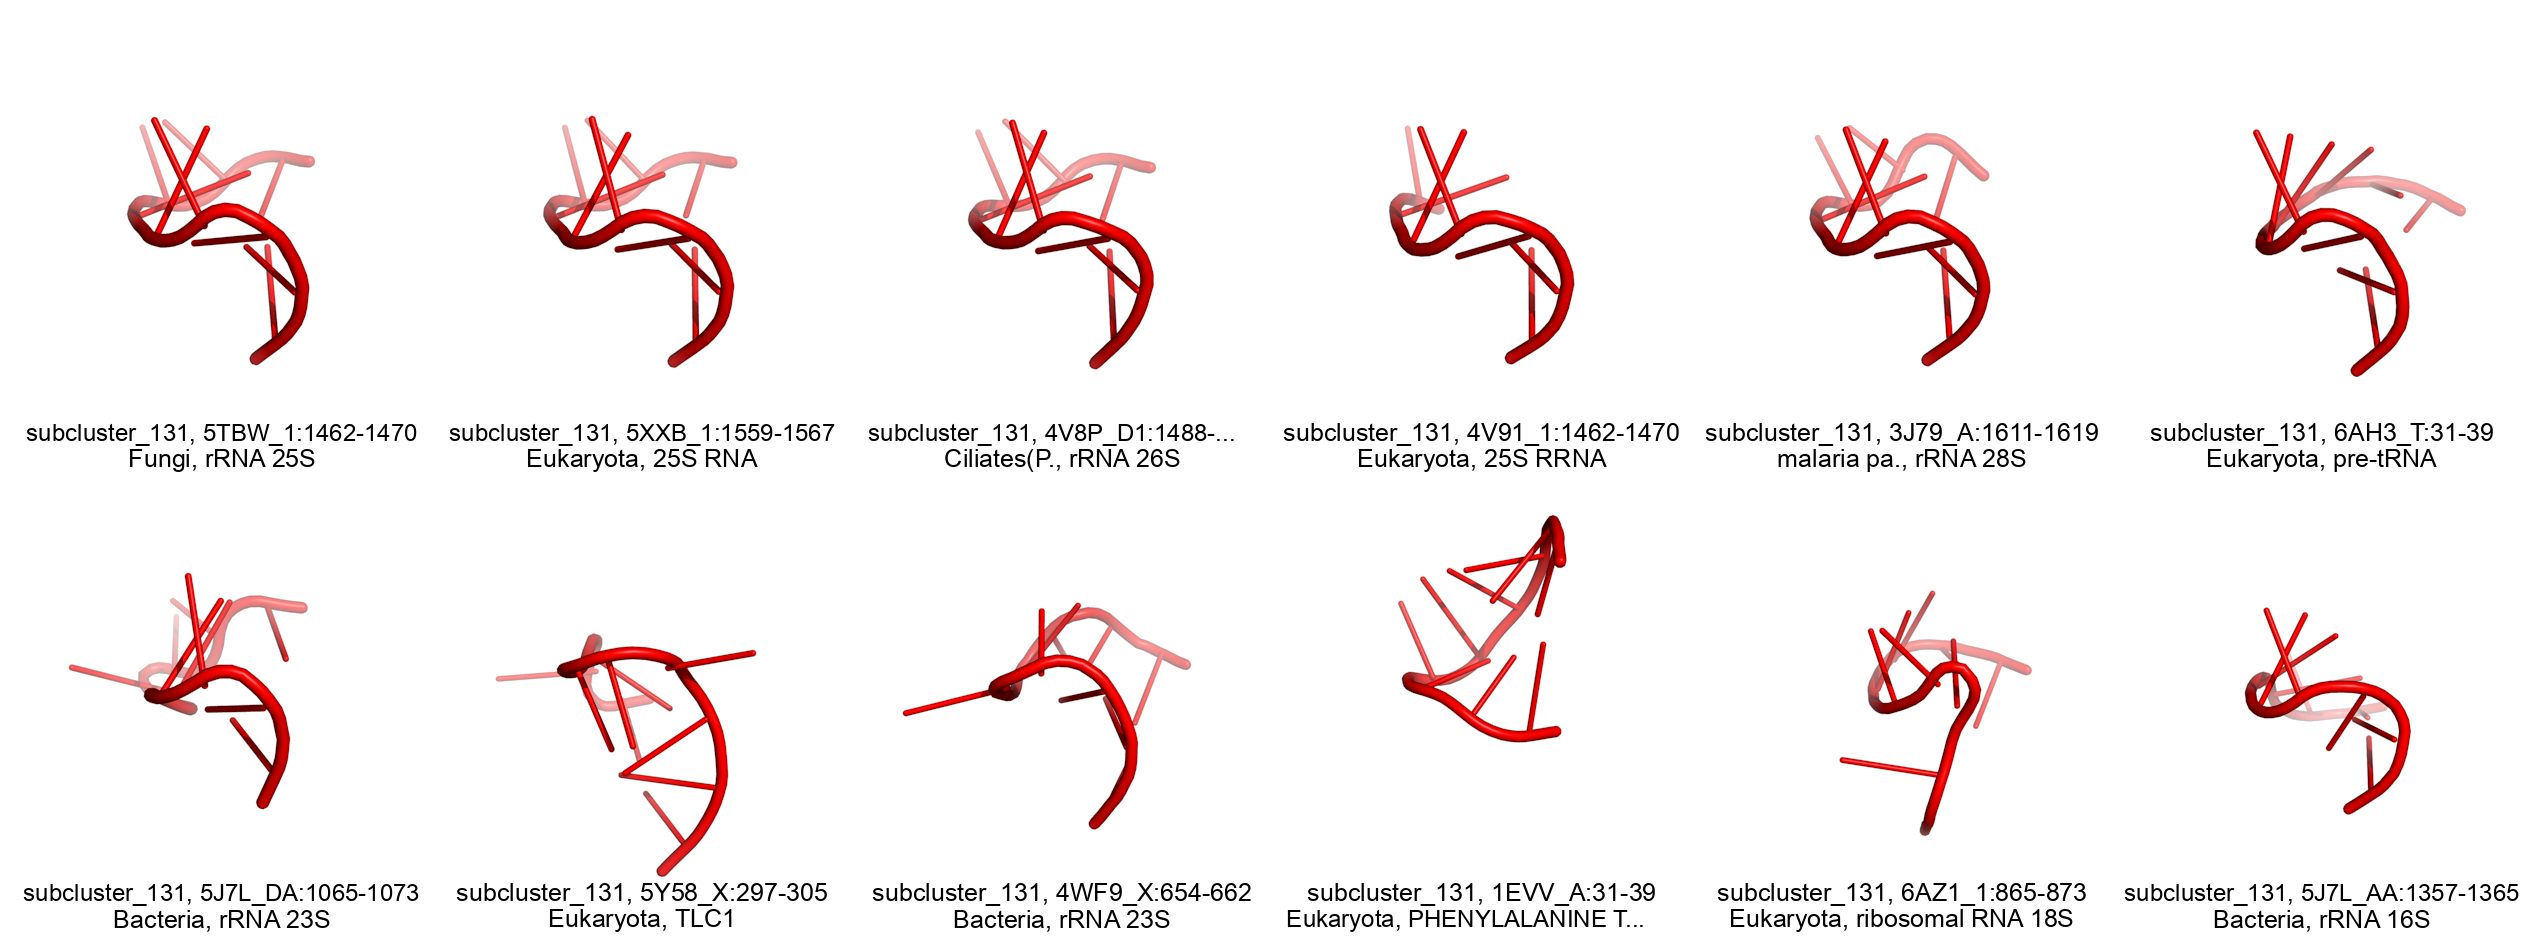 subcluster_131, 5TBW_1:1462-1470
Fungi, rRNA 25S
subcluster_131, 5XXB_1:1559-1567
Eukaryota, 25S RNA
subcluster_131, 4V8P_D1:1488-...
Ciliates(P., rRNA 26S
subcluster_131, 4V91_1:1462-1470
Eukaryota, 25S RRNA
subcluster_131, 3J79_A:1611-1619
malaria pa., rRNA 28S
subcluster_131, 6AH3_T:31-39
Eukaryota, pre-tRNA
subcluster_131, 5J7L_DA:1065-1073
Bacteria, rRNA 23S
subcluster_131, 5Y58_X:297-305
Eukaryota, TLC1
subcluster_131, 4WF9_X:654-662
Bacteria, rRNA 23S
subcluster_131, 1EVV_A:31-39
Eukaryota, PHENYLALANINE T...
subcluster_131, 6AZ1_1:865-873
Eukaryota, ribosomal RNA 18S
subcluster_131, 5J7L_AA:1357-1365
Bacteria, rRNA 16S